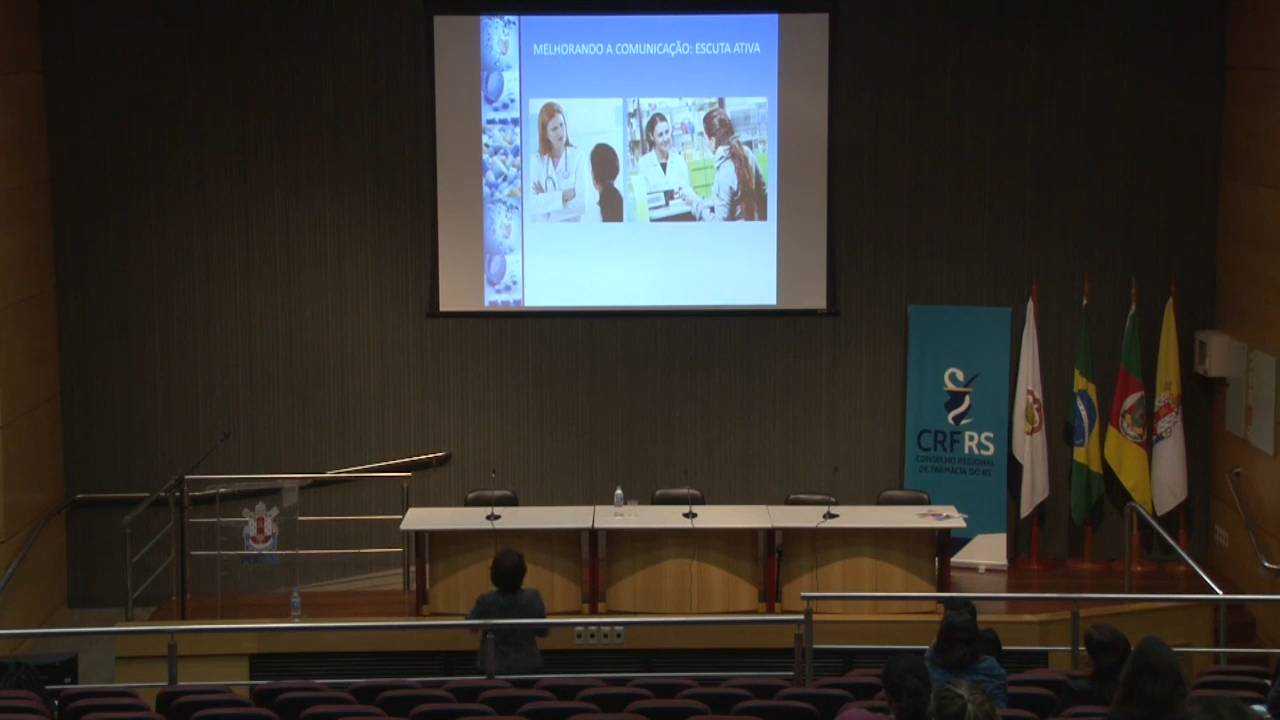 MELHORANDO A COMUNICAÇÃO: ESCUTA ATIVA
CRFRS
CONSELHO REGIONAL
DE FARMÁCIA DO RS